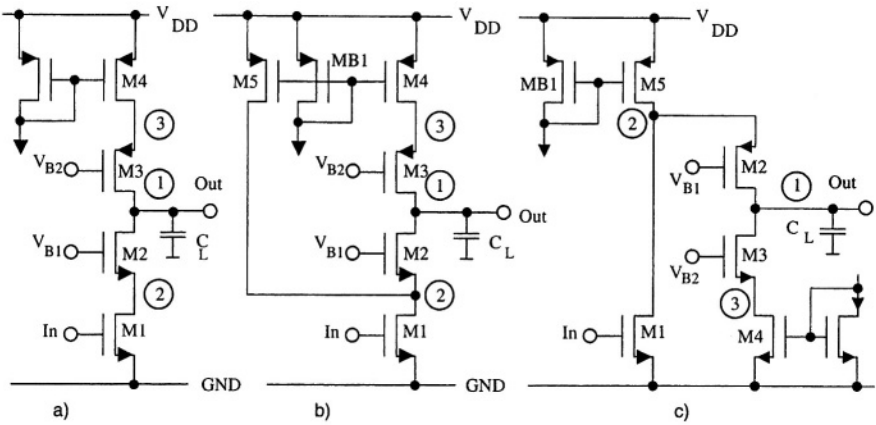 V DD
M4
3
V B2
M3
1
Out
C L
V B1
M2
2
In
M1
GND
a)
V DD
M5
MB1
M4
3
V B2
M3
1
Out
C L
V B1
M2
2
In
M1
GND
b)
V DD
MB1
M5
2
M2
V B1
1
Out
C L
M3
V B2
3
In
M1
M4
c)